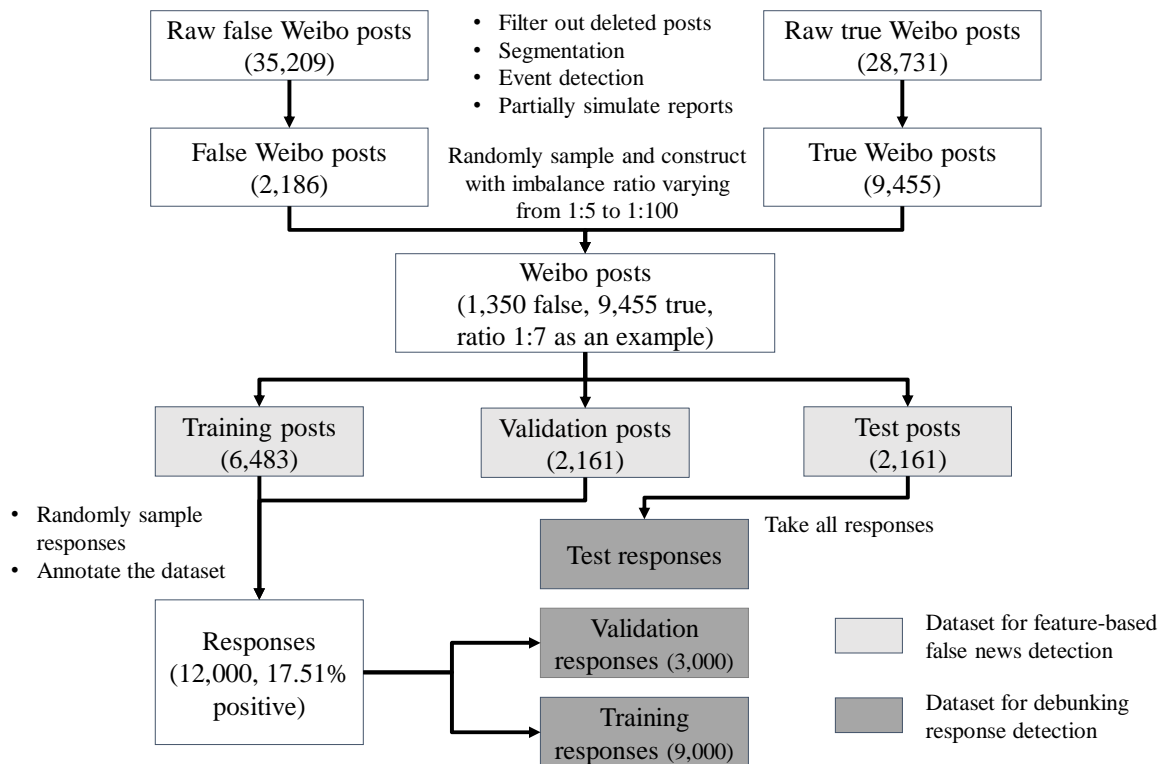 Raw false Weibo posts
(35,209)
• Filter out deleted posts
• Segmentation
• Event detection
• Partially simulate reports
Raw true Weibo posts
(28,731)
False Weibo posts
(2,186)
Randomly sample and construct
with imbalance ratio varying
from 1:5 to 1:100
True Weibo posts
(9,455)
Weibo posts
(1,350 false, 9,455 true,
ratio 1:7 as an example)
Training posts
(6,483)
Validation posts
(2,161)
Test posts
(2,161)
• Randomly sample
responses
• Annotate the dataset
Take all responses
Test responses
Responses
(12,000, 17.51%
positive)
Validation
responses (3,000)
Training
responses (9,000)
Dataset for feature-based
false news detection
Dataset for debunking
response detection